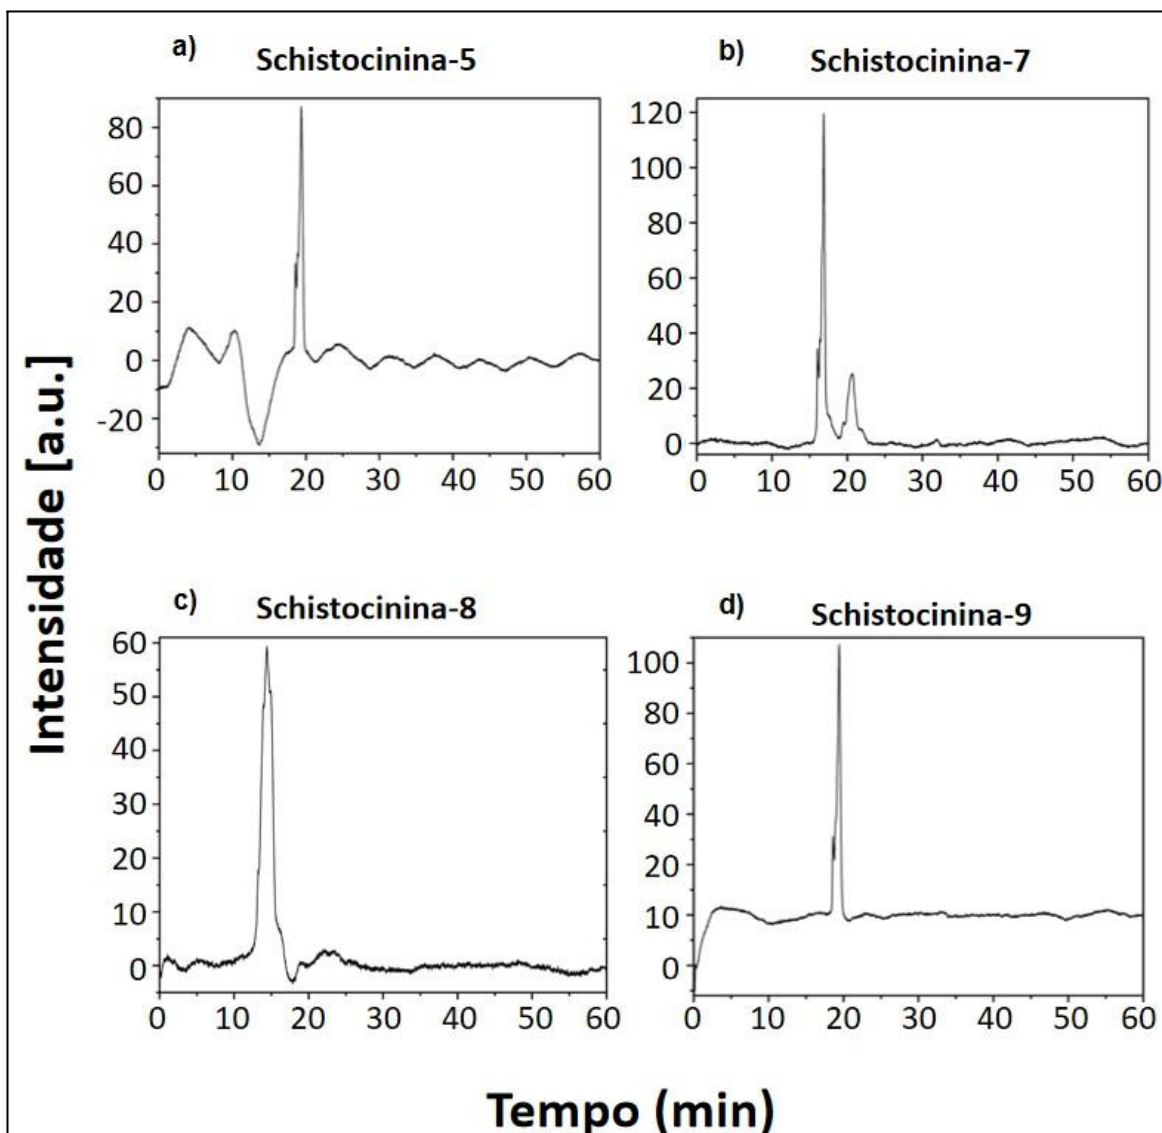 a)
Schistocinina-5
b)
Schistocinina-7
80
60
40
20
0
-20
0 10 20 30 40 50 60
120
100
80
60
40
20
0
0 10 20 30 40 50 60
c)
Schistocinina-8
d)
Schistocinina-9
60
50
40
30
20
10
0
0 10 20 30 40 50 60
100
80
60
40
20
10
0
0 10 20 30 40 50 60
Intensidade [a.u.]
Tempo (min)